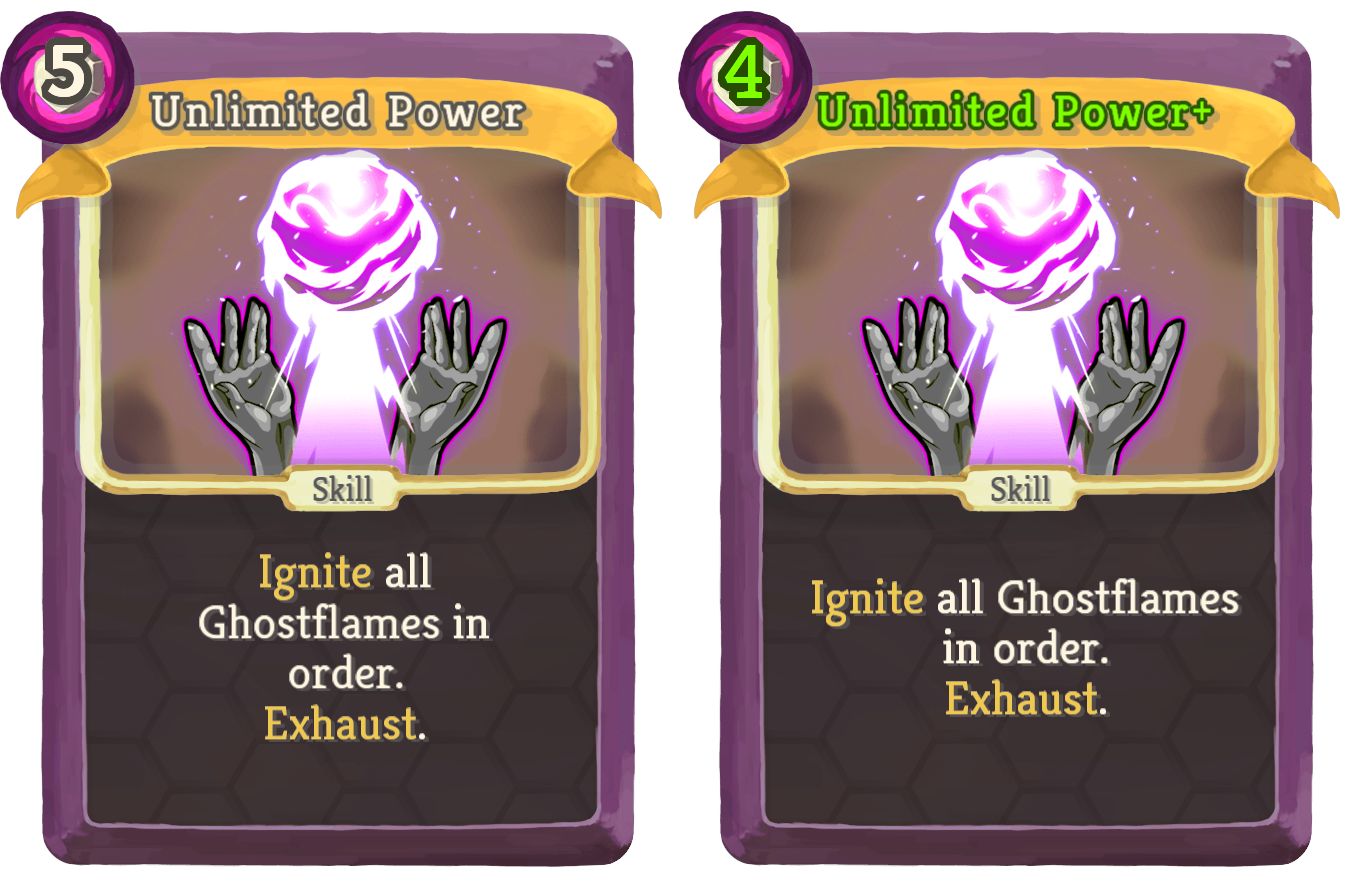 5
Unlimited Power
Skill
Ignite all
Ghostflames in
order.
Exhaust.
4
Unlimited Power+
Skill
Ignite all Ghostflames
in order.
Exhaust.